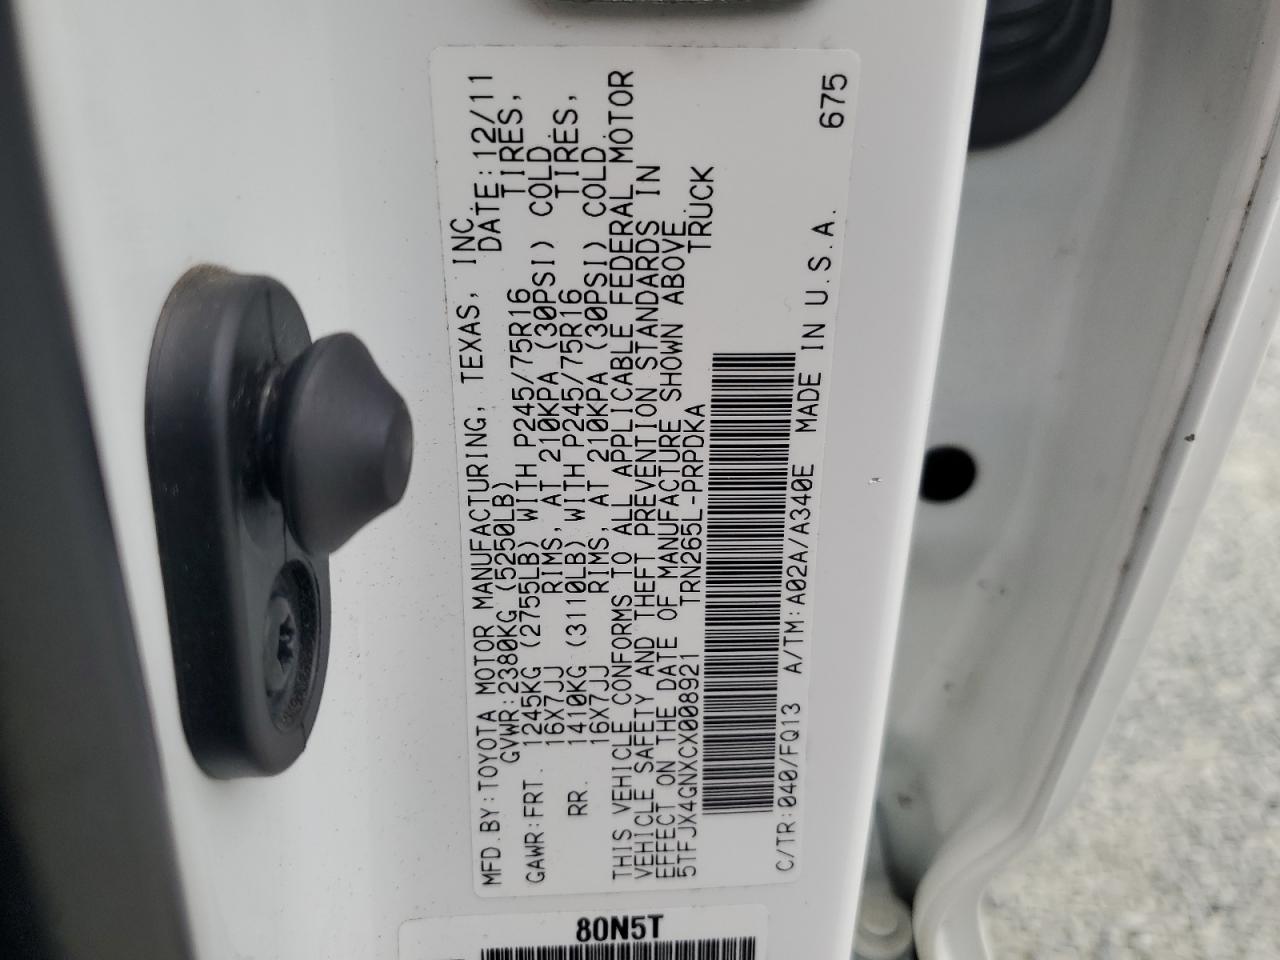 MFD.BY:TOYOTA MOTOR MANUFACTURING, TEXAS, INC.
GVWR:2380KG (5250LB) DATE:12/11
GAWR:FRT. 1245KG (2755LB) WITH P245/75R16 TIRES,
16X7JJ RIMS, AT 210KPA (30PSI) COLD.
RR. 1410KG (3110LB) WITH P245/75R16 TIRES,
16X7JJ RIMS, AT 210KPA (30PSI) COLD
THIS VEHICLE CONFORMS TO ALL APPLICABLE FEDERAL MOTOR
VEHICLE SAFETY AND THEFT PREVENTION STANDARDS IN
EFFECT ON THE DATE OF MANUFACTURE SHOWN ABOVE.
5TFJX4GNXCX008921 TRN265L-PRPDKA TRUCK
C/TR:040/FQ13 A/TM:A02A/A340E MADE IN U.S.A. 675
80N5T